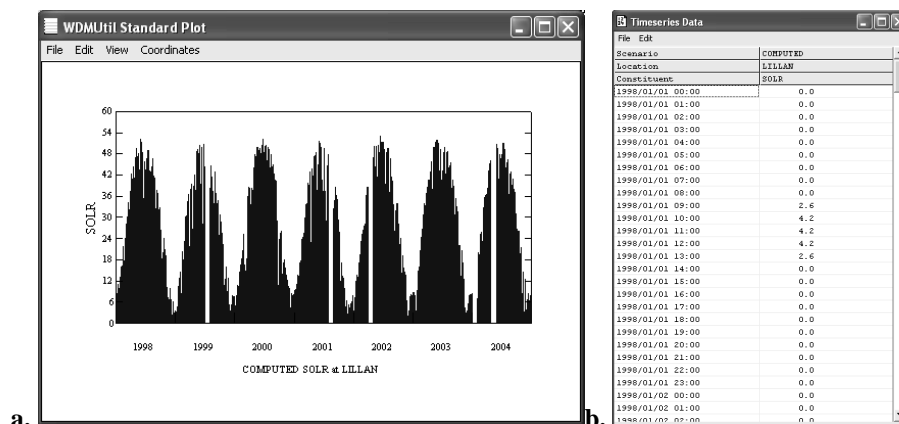 WDMUtil Standard Plot
File Edit View Coordinates
60
54
48
42
36
30
24
18
12
6
0
SOLR
1998 1999 2000 2001 2002 2003 2004
COMPUTED SOLR at LILLAN
a.
Timeseries Data
File Edit
Scenario COMPUTED
Location LILLAN
Constituent SOLR
1998/01/01 00:00 0.0
1998/01/01 01:00 0.0
1998/01/01 02:00 0.0
1998/01/01 03:00 0.0
1998/01/01 04:00 0.0
1998/01/01 05:00 0.0
1998/01/01 06:00 0.0
1998/01/01 07:00 0.0
1998/01/01 08:00 0.0
1998/01/01 09:00 2.6
1998/01/01 10:00 4.2
1998/01/01 11:00 4.2
1998/01/01 12:00 4.2
1998/01/01 13:00 2.6
1998/01/01 14:00 0.0
1998/01/01 15:00 0.0
1998/01/01 16:00 0.0
1998/01/01 17:00 0.0
1998/01/01 18:00 0.0
1998/01/01 19:00 0.0
1998/01/01 20:00 0.0
1998/01/01 21:00 0.0
1998/01/01 22:00 0.0
1998/01/01 23:00 0.0
1998/01/02 00:00 0.0
1998/01/02 01:00 0.0
1998/01/02 02:00 0.0
b.